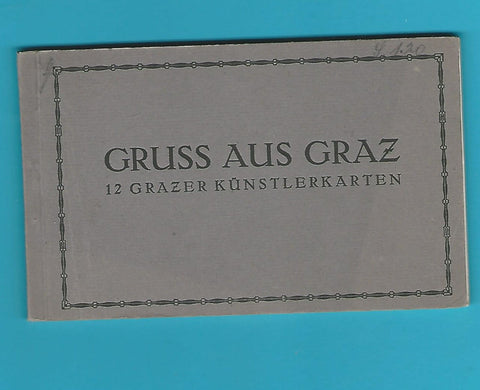 GRUSS AUS GRAZ
12 GRAZER KÜNSTLERKARTEN